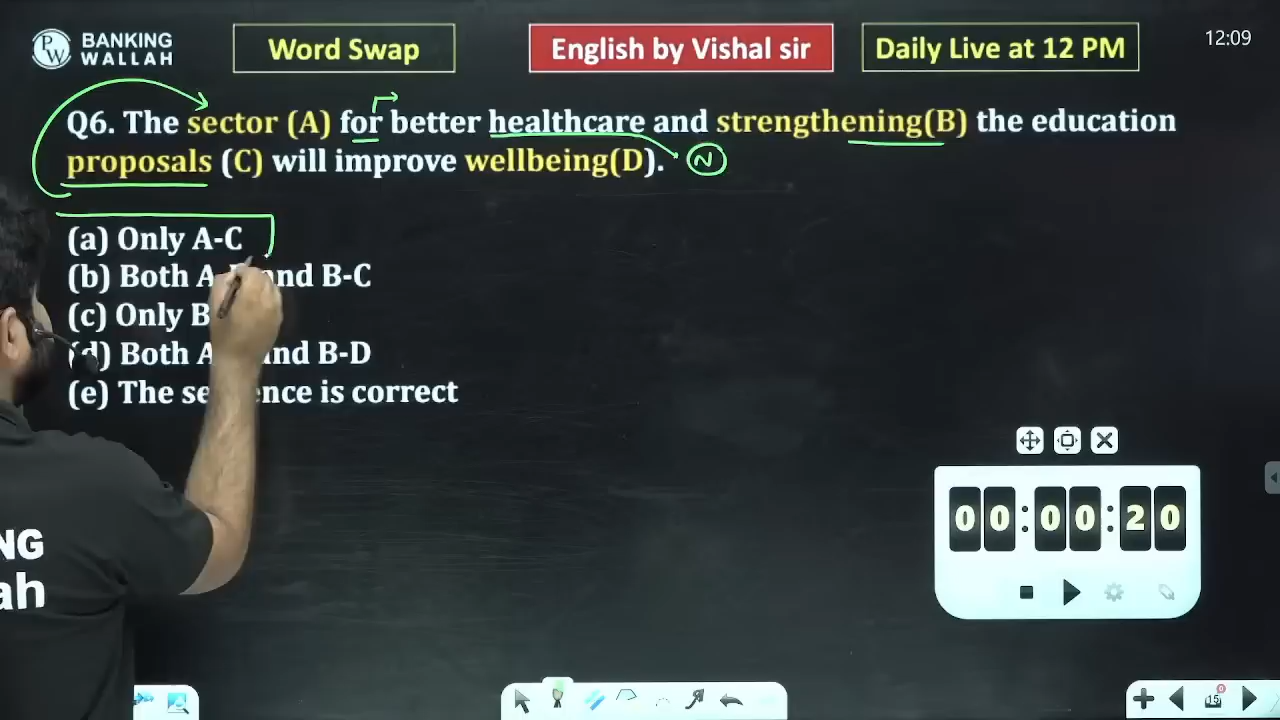 BANKING
WALLAH
Word Swap
English by Vishal sir
Daily Live at 12 PM
12:09
Q6. The sector (A) for better healthcare and strengthening(B) the education
proposals (C) will improve wellbeing(D). N
(a) Only A-C
(b) Both A and B-C
(c) Only B
(d) Both A and B-D
(e) The sentence is correct
NG
ah
00:00:20